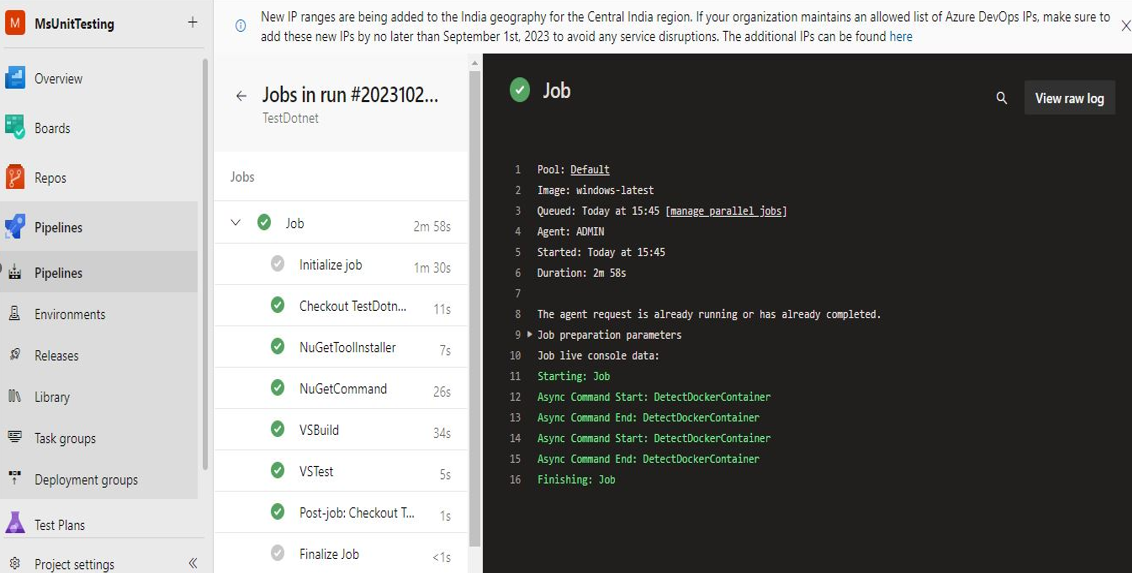 M MsUnitTesting +
New IP ranges are being added to the India geography for the Central India region. If your organization maintains an allowed list of Azure DevOps IPs, make sure to
add these new IPs by no later than September 1st, 2023 to avoid any service disruptions. The additional IPs can be found here
Overview
Boards
Repos
Pipelines
Pipelines
Environments
Releases
Library
Task groups
Deployment groups
Test Plans
Project settings
Jobs in run #2023102...
TestDotnet
Jobs
Job 2m 58s
Initialize job 1m 30s
Checkout TestDotn... 11s
NuGetToolInstaller 7s
NuGetCommand 26s
VSBuild 34s
VSTest 5s
Post-job: Checkout T... 1s
Finalize Job <1s
Job
View raw log
1 Pool: Default
2 Image: windows-latest
3 Queued: Today at 15:45 [manage parallel jobs]
4 Agent: ADMIN
5 Started: Today at 15:45
6 Duration: 2m 58s
7
8 The agent request is already running or has already completed.
9 Job preparation parameters
10 Job live console data:
11 Starting: Job
12 Async Command Start: DetectDockerContainer
13 Async Command End: DetectDockerContainer
14 Async Command Start: DetectDockerContainer
15 Async Command End: DetectDockerContainer
16 Finishing: Job